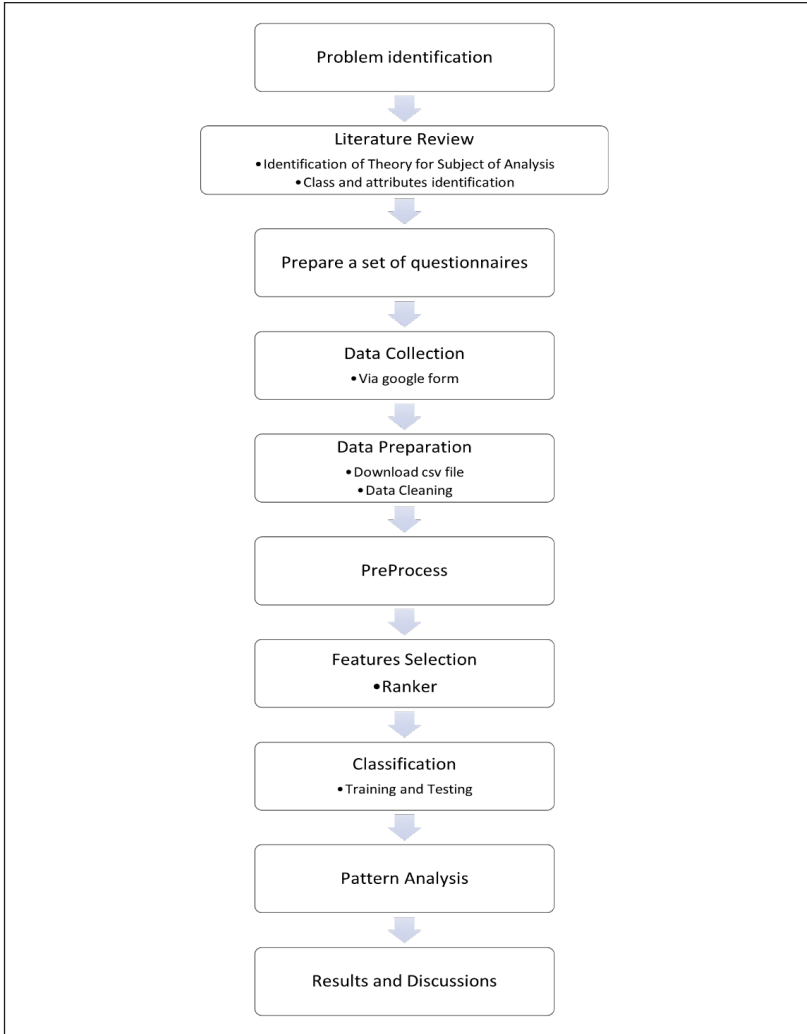 Problem identification
Literature Review
•Identification of Theory for Subject of Analysis
•Class and attributes identification
Prepare a set of questionnaires
Data Collection
•Via google form
Data Preparation
•Download csv file
•Data Cleaning
PreProcess
Features Selection
•Ranker
Classification
•Training and Testing
Pattern Analysis
Results and Discussions